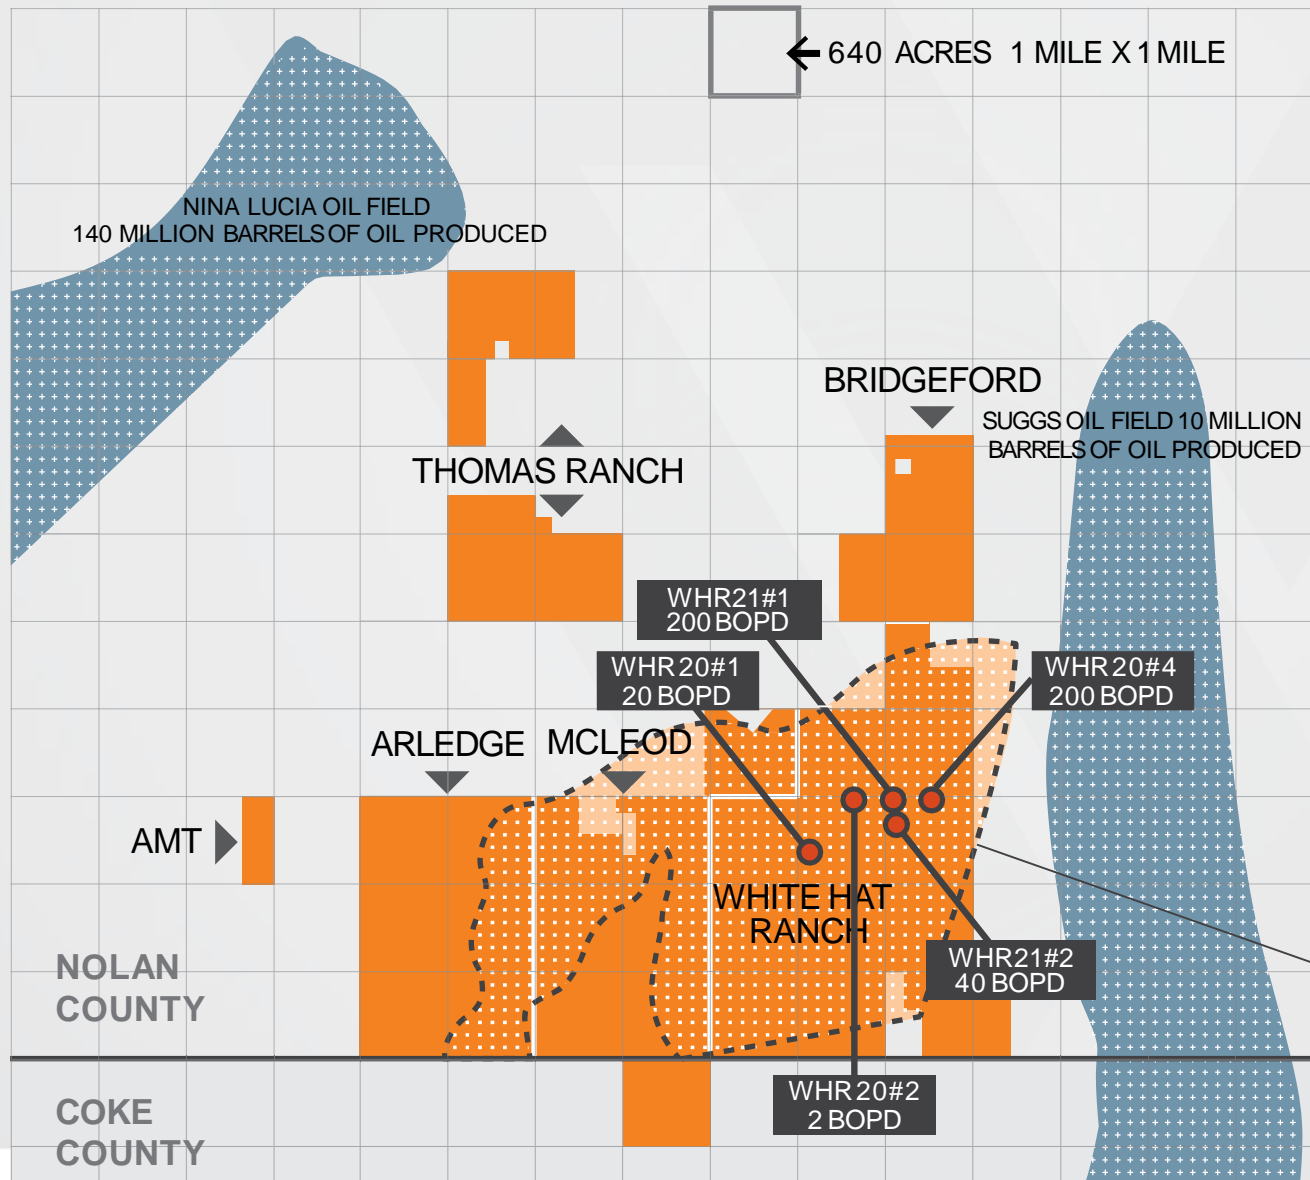 640 ACRES 1 MILE X 1 MILE
NINA LUCIA OIL FIELD
140 MILLION BARRELS OF OIL PRODUCED
BRIDGEFORD
SUGGS OIL FIELD 10 MILLION
BARRELS OF OIL PRODUCED
THOMAS RANCH
WHR21#1
200 BOPD
WHR20#1
20 BOPD
WHR20#4
200 BOPD
ARLEDGE
MCLEOD
AMT
WHITE HAT
RANCH
WHR21#2
40 BOPD
NOLAN
COUNTY
WHR20#2
2 BOPD
COKE
COUNTY